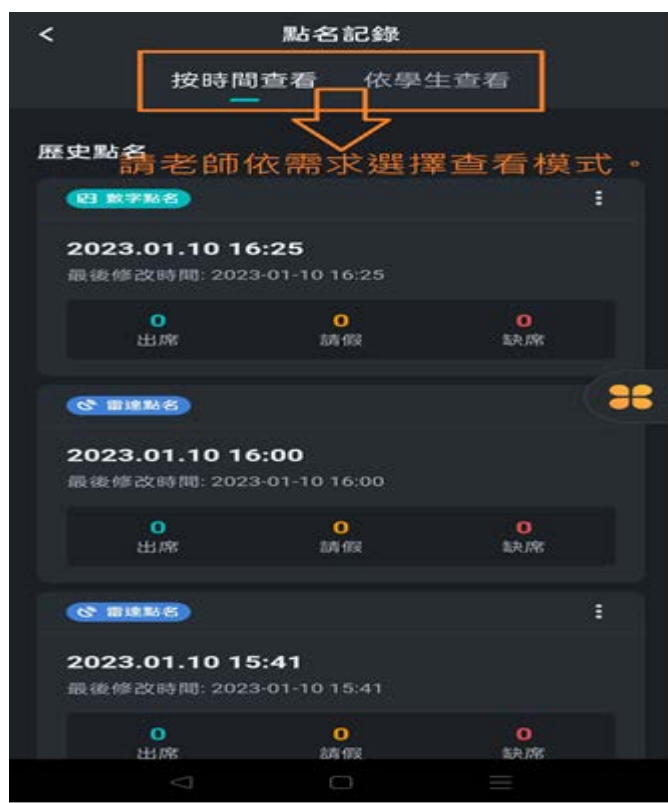 點名記錄
按時間查看 依學生查看
歷史點名
請老師依需求選擇查看模式。
數字點名
2023.01.10 16:25
最後修改時間: 2023-01-10 16:25
0 0 0
出席 請假 缺席
雷達點名
2023.01.10 16:00
最後修改時間: 2023-01-10 16:00
0 0 0
出席 請假 缺席
雷達點名
2023.01.10 15:41
最後修改時間: 2023-01-10 15:41
0 0 0
出席 請假 缺席